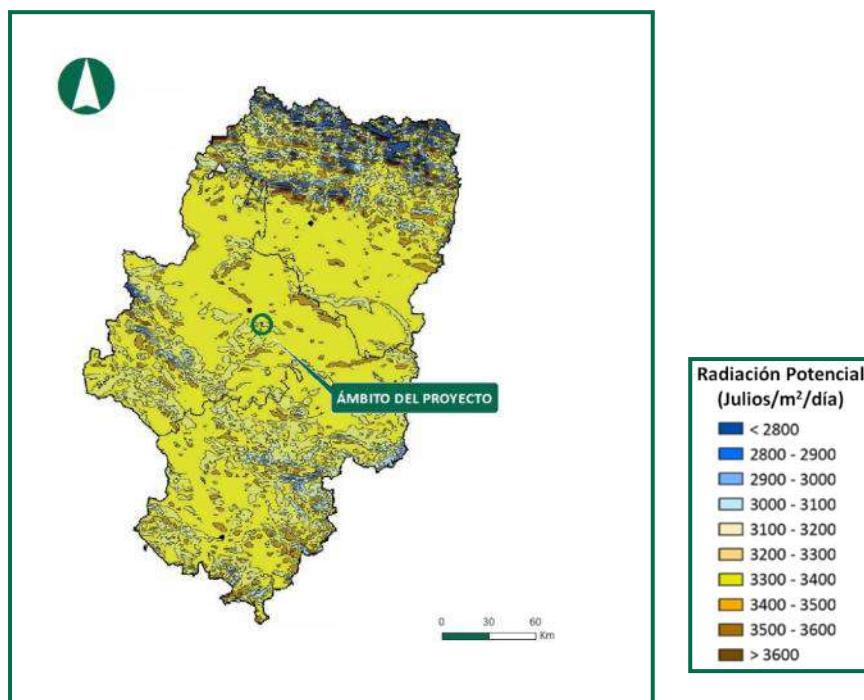 ÁMBITO DEL PROYECTO
0 30 60
Km
Radiación Potencial
(Julios/m²/día)
< 2800
2800 - 2900
2900 - 3000
3000 - 3100
3100 - 3200
3200 - 3300
3300 - 3400
3400 - 3500
3500 - 3600
> 3600